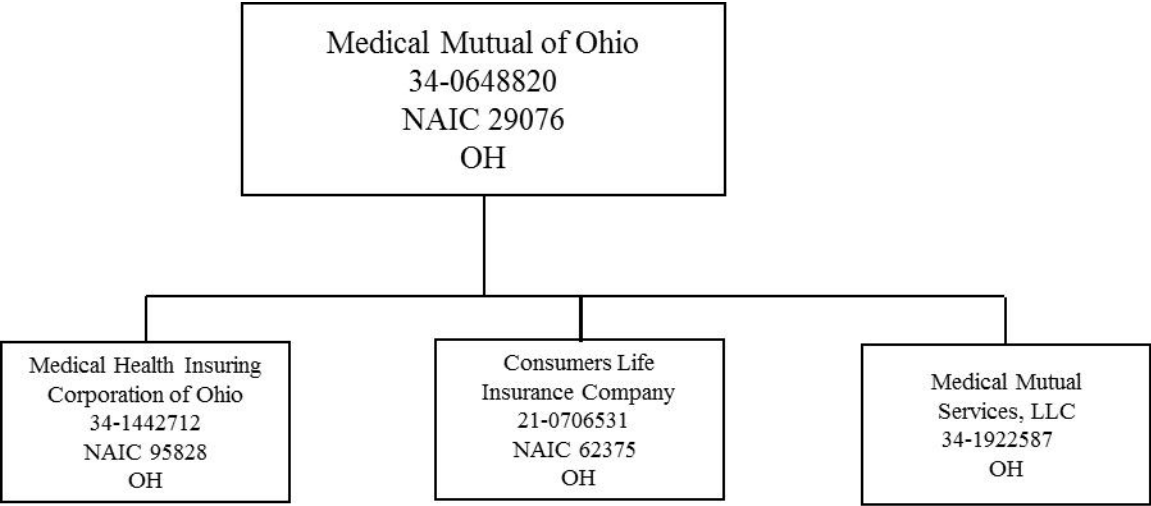 Medical Mutual of Ohio
34-0648820
NAIC 29076
OH
Medical Health Insuring
Corporation of Ohio
34-1442712
NAIC 95828
OH
Consumers Life
Insurance Company
21-0706531
NAIC 62375
OH
Medical Mutual
Services, LLC
34-1922587
OH